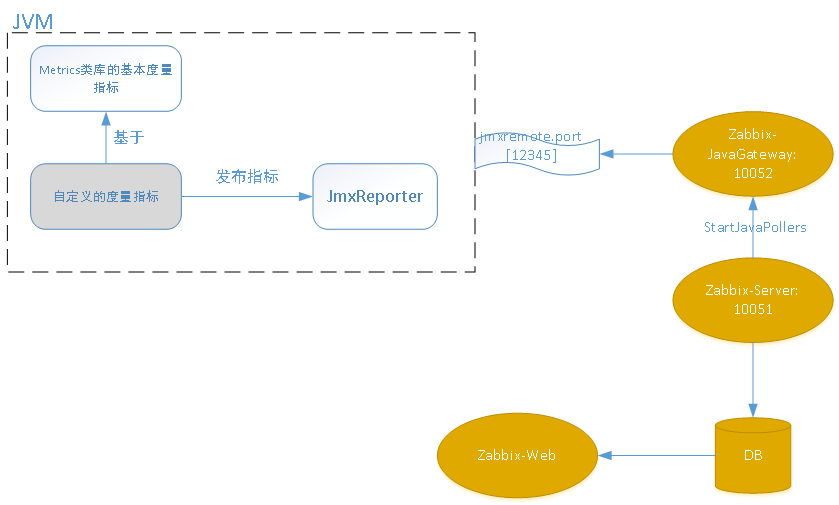 JVM
Metrics类库的基本度量
指标
基于
自定义的度量指标
发布指标
JmxReporter
jmxremote.port
[12345]
Zabbix-
JavaGateway:
10052
StartJavaPollers
Zabbix-Server:
10051
Zabbix-Web
DB